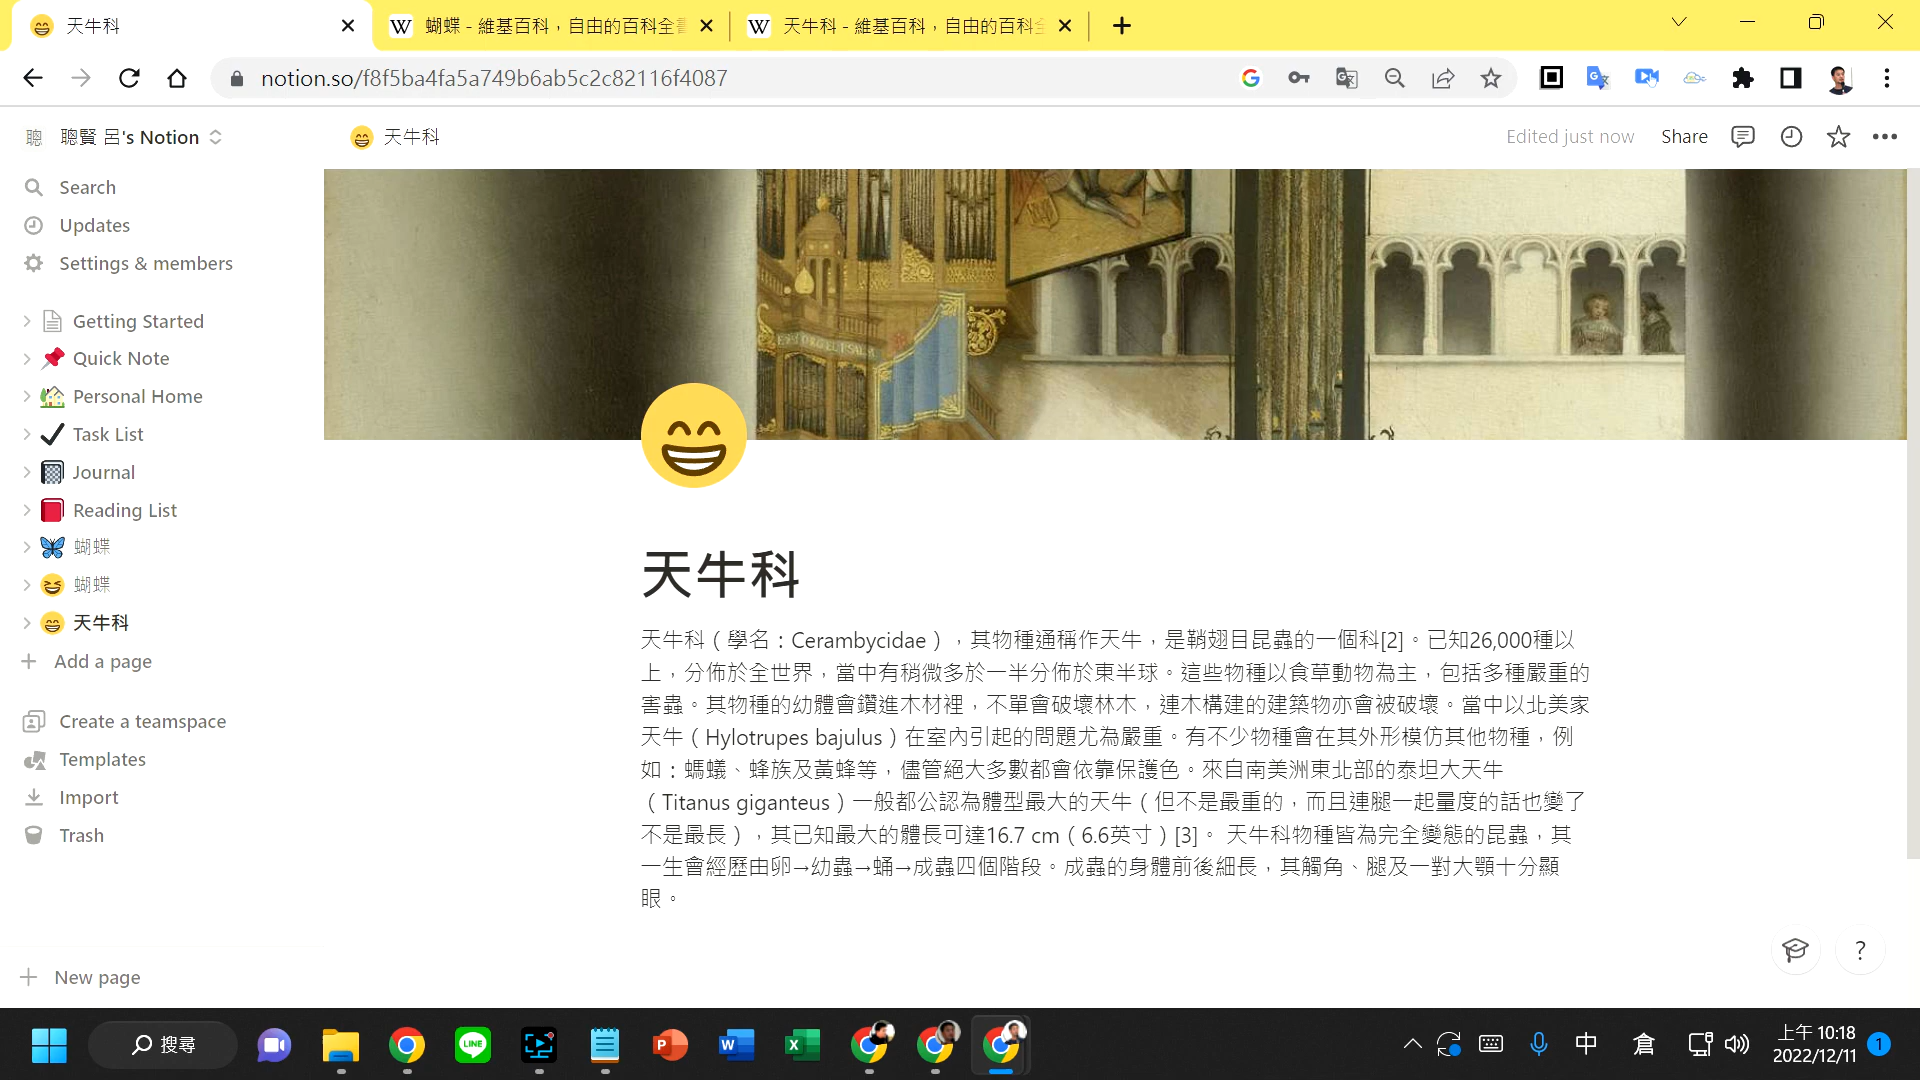 天牛科
蝴蝶 - 維基百科，自由的百科全書
天牛科 - 維基百科，自由的百科全
notion.so/f8f5ba4fa5a749b6ab5c2c82116f4087
聰 聰賢 呂's Notion
天牛科
Edited just now
Share
Search
Updates
Settings & members
Getting Started
Quick Note
Personal Home
Task List
Journal
Reading List
蝴蝶
蝴蝶
天牛科
Add a page
Create a teamspace
Templates
Import
Trash
New page
天牛科
天牛科（學名：Cerambycidae），其物種通稱作天牛，是鞘翅目昆蟲的一個科[2]。已知26,000種以
上，分佈於全世界，當中有稍微多於一半分佈於東半球。這些物種以食草動物為主，包括多種嚴重的
害蟲。其物種的幼體會鑽進木材裡，不單會破壞林木，連木構建的建築物亦會被破壞。當中以北美家
天牛（Hylotrupes bajulus）在室內引起的問題尤為嚴重。有不少物種會在其外形模仿其他物種，例
如：螞蟻、蜂族及黃蜂等，儘管絕大多數都會依靠保護色。來自南美洲東北部的泰坦大天牛
（Titanus giganteus）一般都公認為體型最大的天牛（但不是最重的，而且連腿一起量度的話也變了
不是最長），其已知最大的體長可達16.7 cm（6.6英寸）[3]。 天牛科物種皆為完全變態的昆蟲，其
一生會經歷由卵→幼蟲→蛹→成蟲四個階段。成蟲的身體前後細長，其觸角、腿及一對大顎十分顯
眼。
?
搜尋
LINE
中
倉
上午 10:18
2022/12/11
1